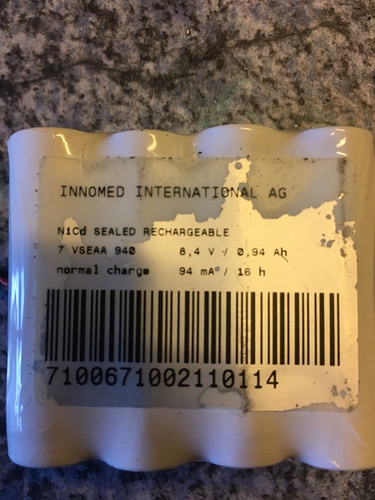 INNOMED INTERNATIONAL AG
NiCd SEALED RECHARGEABLE
7 VSEAA 940 8,4 V / 0,94 Ah
normal charge 94 mA / 16 h
7100671002110114